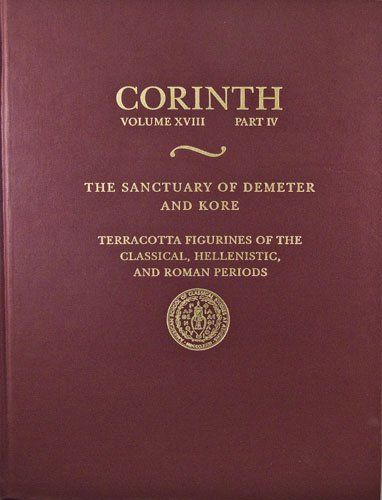 CORINTH
VOLUME XVIII PART IV
THE SANCTUARY OF DEMETER
AND KORE
TERRACOTTA FIGURINES OF THE
CLASSICAL, HELLENISTIC,
AND ROMAN PERIODS